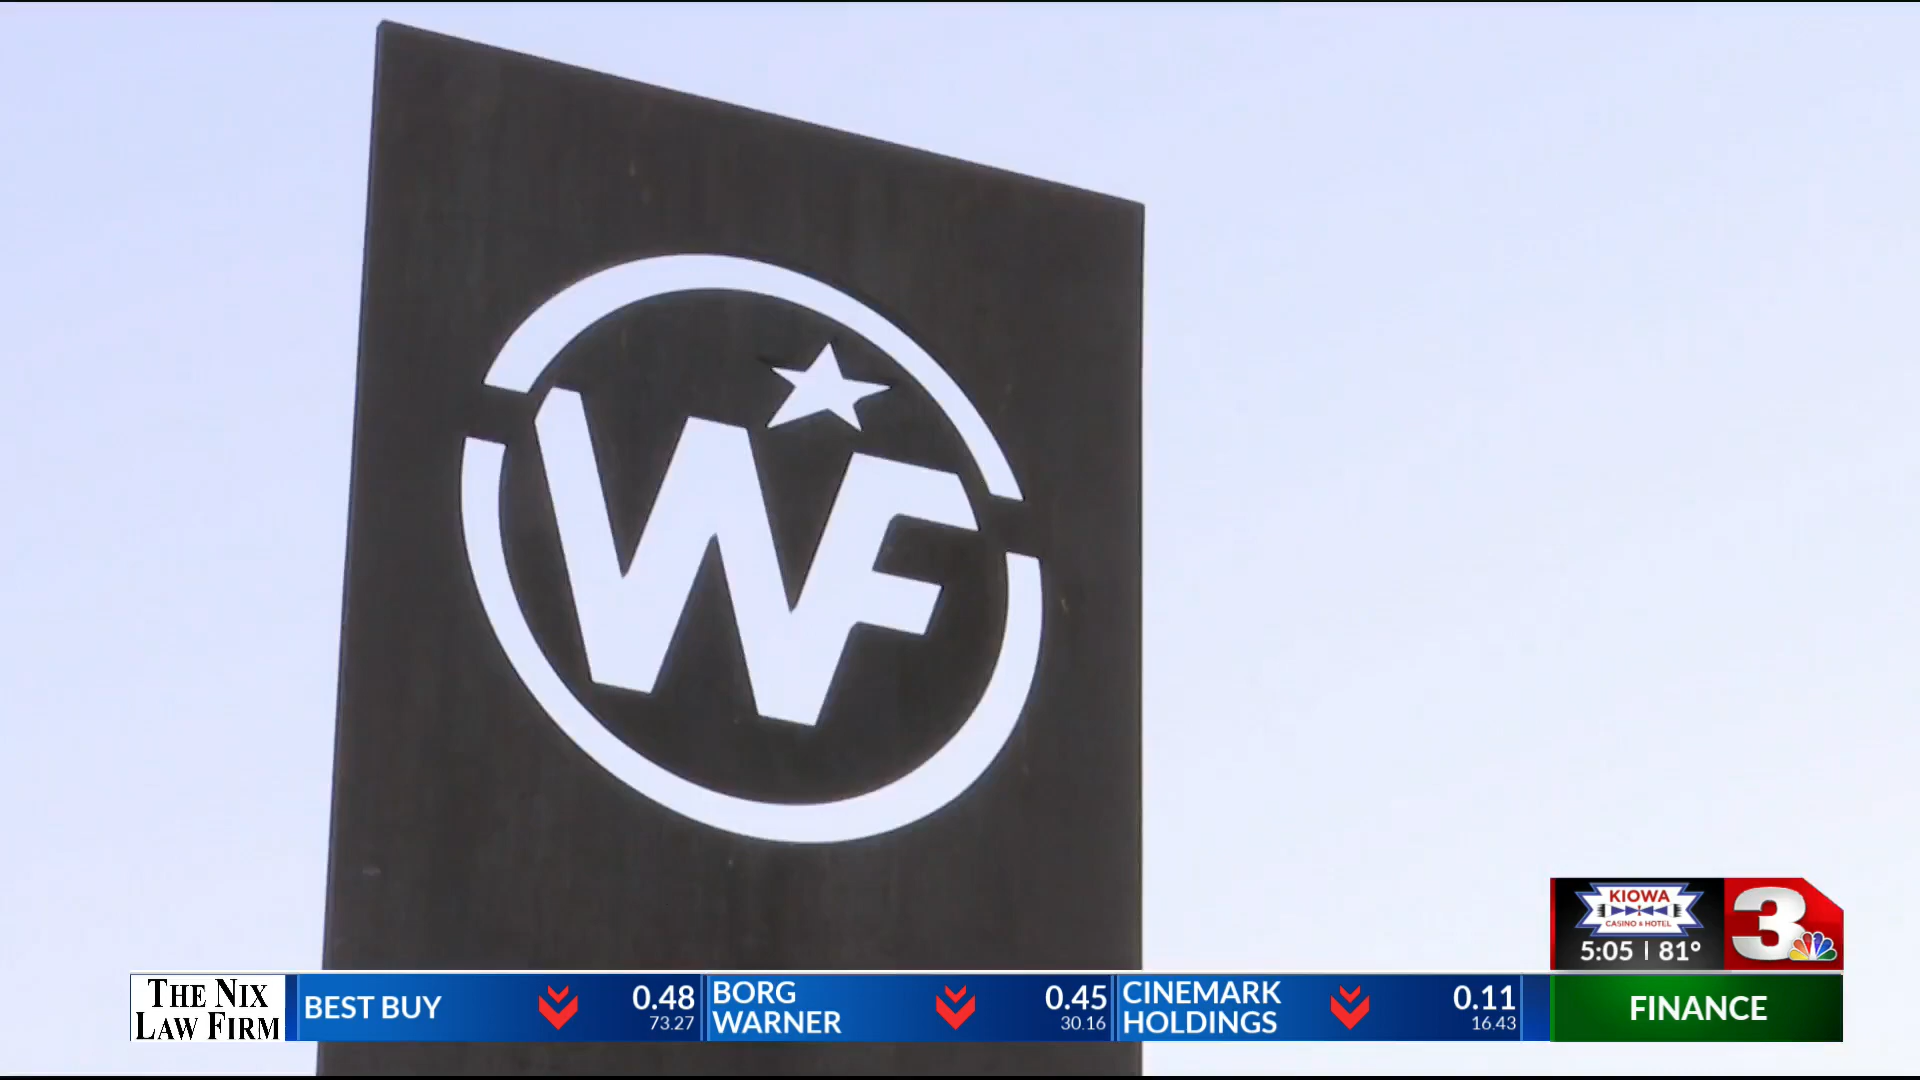 WF
KIOWA
CASINO & HOTEL
5:05 | 81°
3
THE NIX
LAW FIRM
BEST BUY
0.48
73.27
BORG
WARNER
0.45
30.16
CINEMARK
HOLDINGS
0.11
16.43
FINANCE